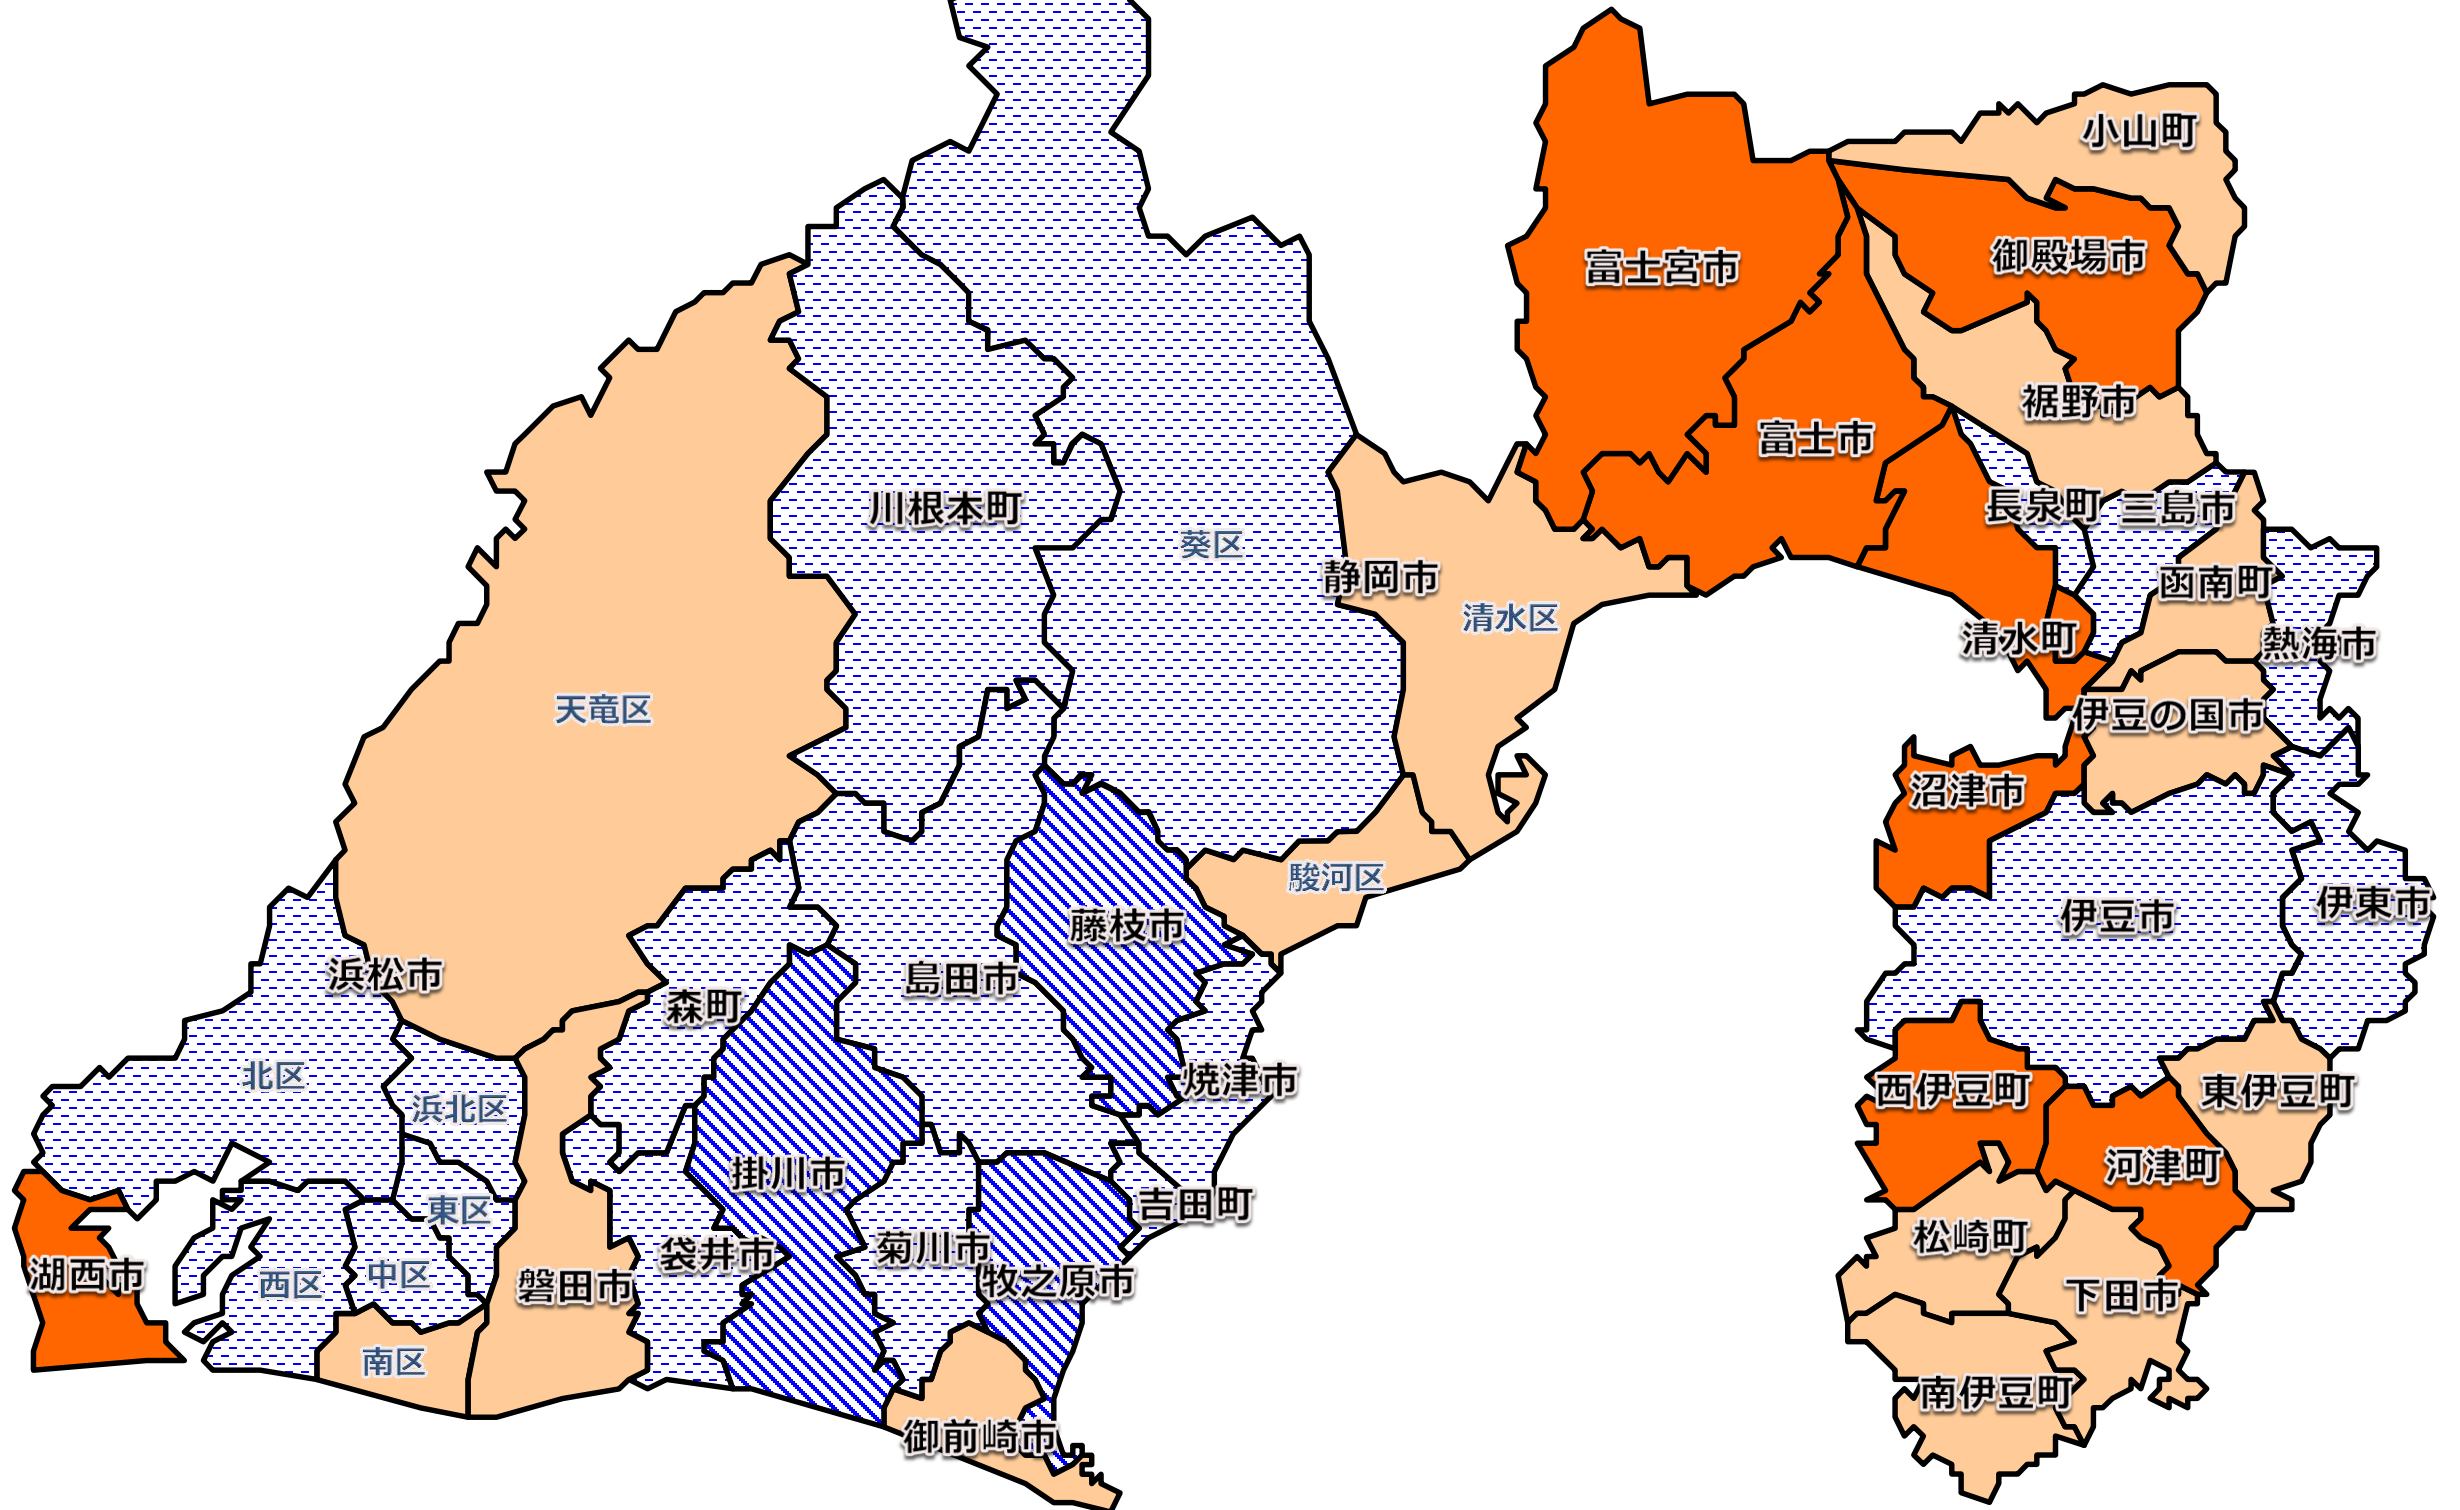 小山町
御殿場市
富士宮市
裾野市
富士市
長泉町
三島市
川根本町
葵区
静岡市
函南町
清水区
清水町
熱海市
天竜区
伊豆の国市
沼津市
駿河区
伊東市
伊豆市
藤枝市
浜松市
島田市
森町
北区
焼津市
西伊豆町
東伊豆町
浜北区
掛川市
河津町
東区
吉田町
松崎町
菊川市
袋井市
湖西市
中区
西区
磐田市
牧之原市
下田市
南区
南伊豆町
御前崎市